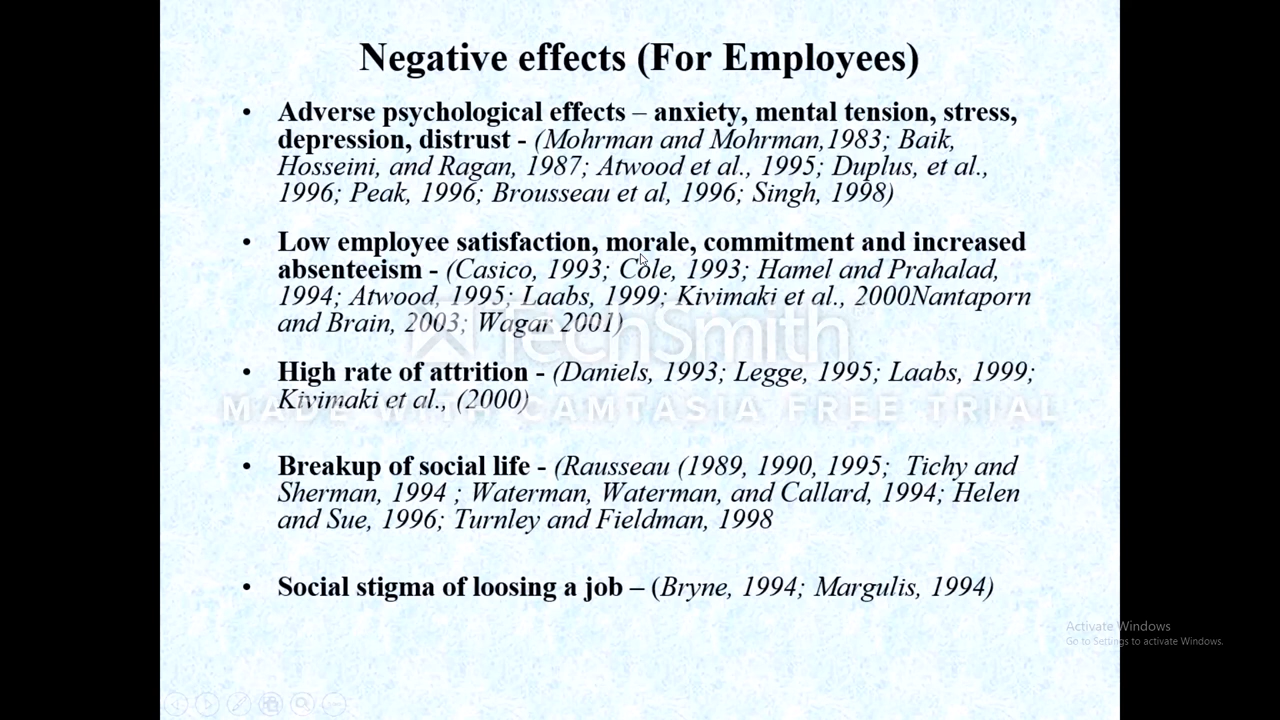 Negative effects (For Employees)
• Adverse psychological effects – anxiety, mental tension, stress,
depression, distrust - (Mohrman and Mohrman,1983; Baik,
Hosseini, and Ragan, 1987; Atwood et al., 1995; Duplus, et al.,
1996; Peak, 1996; Brousseau et al, 1996; Singh, 1998)
• Low employee satisfaction, morale, commitment and increased
absenteeism - (Casico, 1993; Cole, 1993; Hamel and Prahalad,
1994; Atwood, 1995; Laabs, 1999; Kivimaki et al., 2000Nantaporn
and Brain, 2003; Wagar 2001)
TechSmith
• High rate of attrition - (Daniels, 1993; Legge, 1995; Laabs, 1999;
Kivimaki et al., (2000)
MADE WITH CAMTASIA FREE TRIAL
• Breakup of social life - (Rausseau (1989, 1990, 1995; Tichy and
Sherman, 1994 ; Waterman, Waterman, and Callard, 1994; Helen
and Sue, 1996; Turnley and Fieldman, 1998
• Social stigma of loosing a job – (Bryne, 1994; Margulis, 1994)
Activate Windows
Go to Settings to activate Windows.